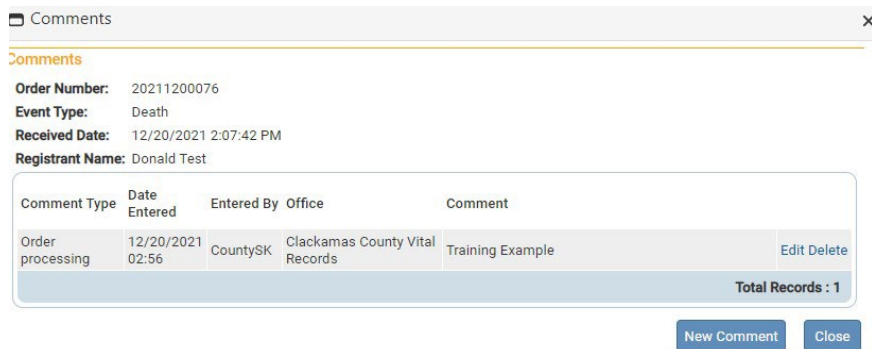 Comments
Comments
Order Number: 20211200076
Event Type: Death
Received Date: 12/20/2021 2:07:42 PM
Registrant Name: Donald Test
Comment Type Date Entered Entered By Office Comment
Order processing 12/20/2021 02:56 CountySK Clackamas County Vital Records Training Example Edit Delete
Total Records : 1
New Comment Close